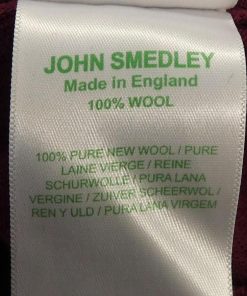 JOHN SMEDLEY
Made in England
100% WOOL
100% PURE NEW WOOL / PURE
LAINE VIERGE / REINE
SCHURWOLLE / PURA LANA
VERGINE / ZUIVER SCHEERWOL /
REN Y ULD / PURA LANA VIRGEM